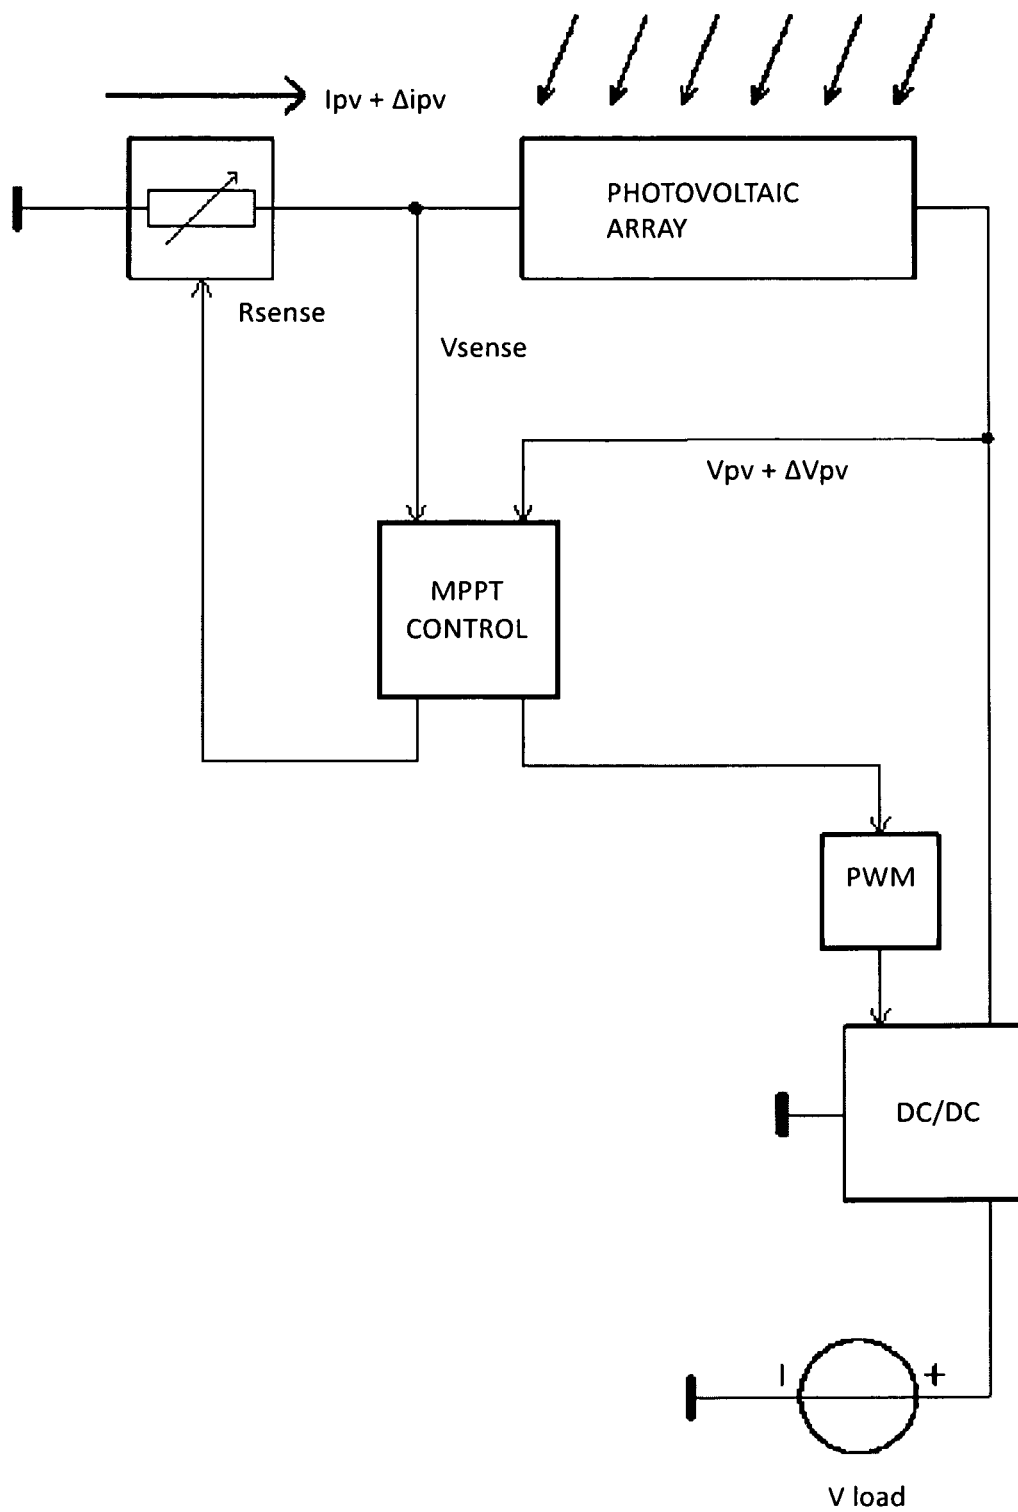 Ipv + Δipv
PHOTOVOLTAIC
ARRAY
Rsense
Vsense
Vpv + ΔVpv
MPPT
CONTROL
PWM
DC/DC
I
+
V load